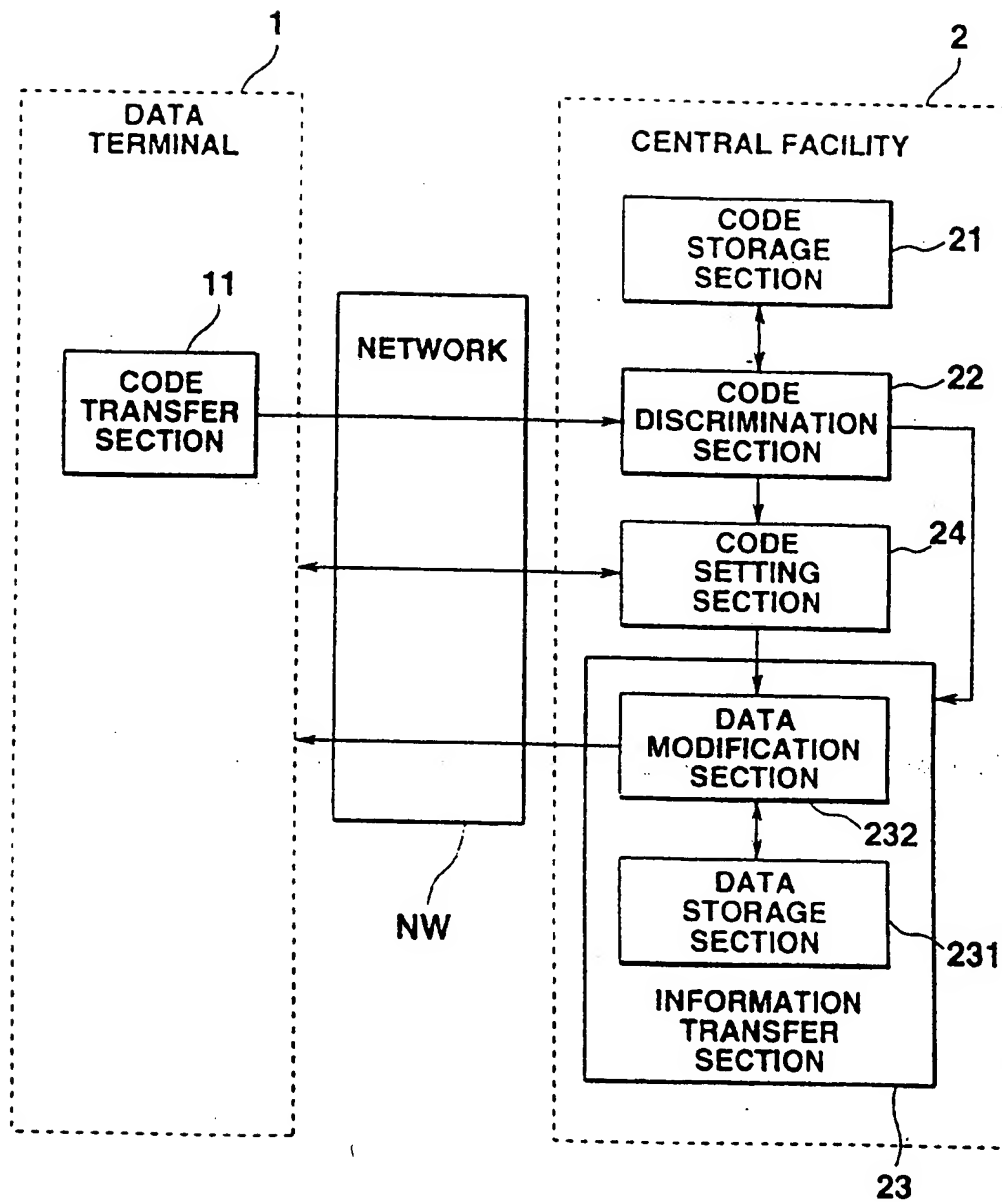 1
DATA
TERMINAL
11
CODE
TRANSFER
SECTION
NETWORK
NW
2
CENTRAL FACILITY
CODE
STORAGE
SECTION
21
CODE
DISCRIMINATION
SECTION
22
CODE
SETTING
SECTION
24
DATA
MODIFICATION
SECTION
232
DATA
STORAGE
SECTION
231
INFORMATION
TRANSFER
SECTION
23